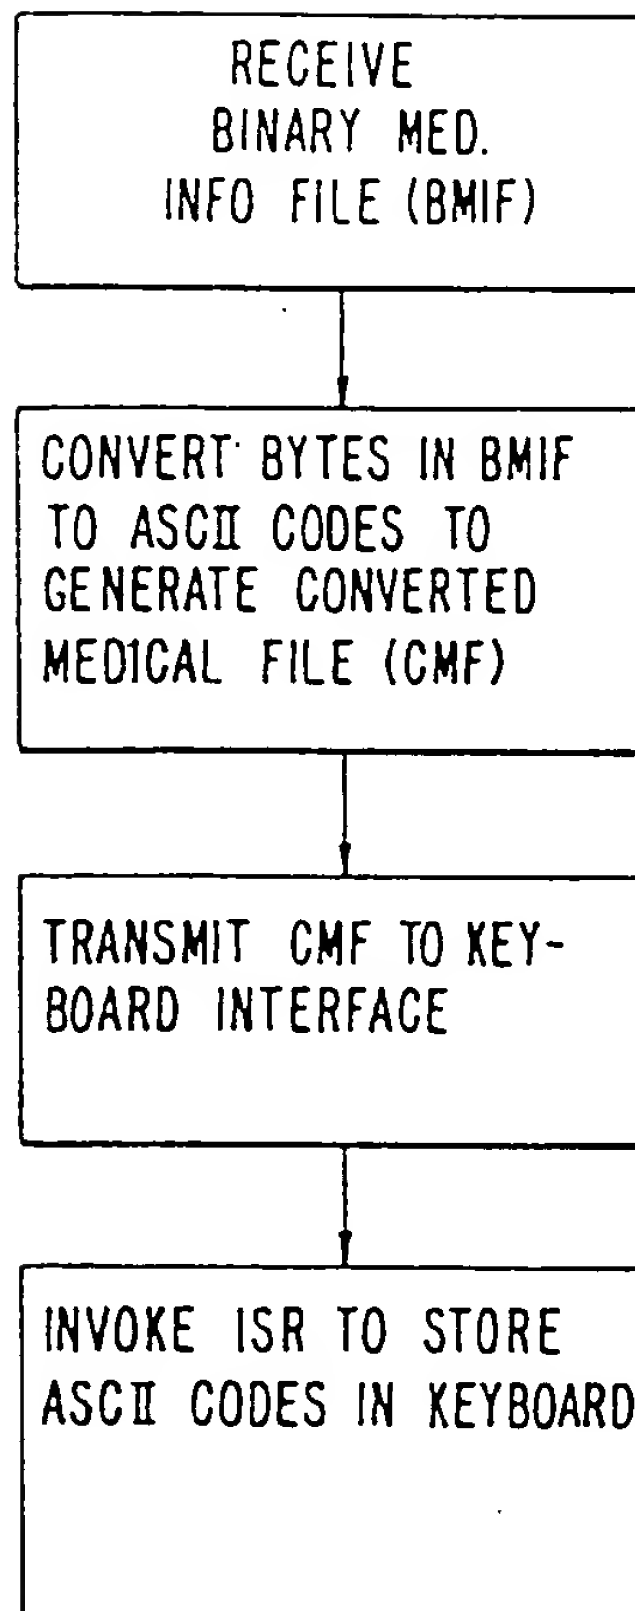 RECEIVE
BINARY MED.
INFO FILE (BMIF)
CONVERT BYTES IN BMIF
TO ASCII CODES TO
GENERATE CONVERTED
MEDICAL FILE (CMF)
TRANSMIT CMF TO KEY-
BOARD INTERFACE
INVOKE ISR TO STORE
ASCII CODES IN KEYBOARD